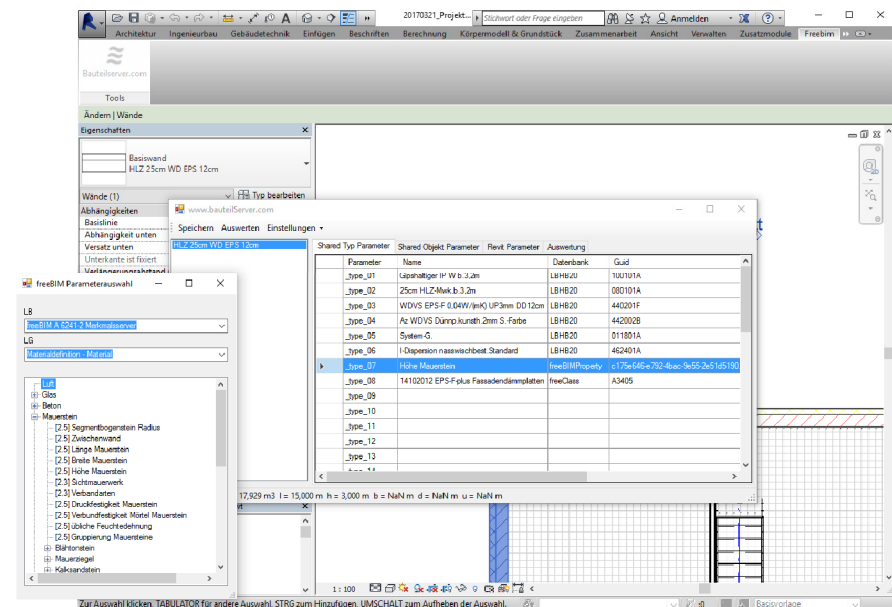 20170321_Projekt... Stichwort oder Frage eingeben Anmelden
Architektur Ingenieurbau Gebäudetechnik Einfügen Beschriften Berechnung Körpermodell & Grundstück Zusammenarbeit Ansicht Verwalten Zusatzmodule Freebim
Bauteilserver.com
Tools
Ändern | Wände
Eigenschaften
Basiswand
HLZ 25cm WD EPS 12cm
Wände (1) Typ bearbeiten
Abhängigkeiten
Basislinie
Abhängigkeit unten
Versatz unten
Unterkante ist fixiert
Verlängerungsabstand
www.bauteilServer.com
Speichern Auswerten Einstellungen
HLZ 25cm WD EPS 12cm
Shared Typ Parameter Shared Objekt Parameter Revit Parameter Auswertung
Parameter Name Datenbank Guid
_type_01 Gipshaltiger IP W b.3,2m LBHB20 100101A
_type_02 25cm HLZ-Mwk.b.3,2m LBHB20 080101A
_type_03 WDVS EPS-F 0,04W/(mK) UP3mm DD12cm LBHB20 440201F
_type_04 Az WDVS Dünnp.kunsth.2mm S.-Farbe LBHB20 442002B
_type_05 System-G. LBHB20 011801A
_type_06 I-Dispersion nasswischbest.Standard LBHB20 462401A
_type_07 Höhe Mauerstein freeBIMProperty c175e646-e792-4bac-9e55-2e51d5190
_type_08 14102012 EPS-F-plus Fassadendämmplatten freeClass A3405
_type_09
_type_10
_type_11
_type_12
_type_13
_type_14
17,929 m3 l = 15,000 m h = 3,000 m b = NaN m d = NaN m u = NaN m
freeBIM Parameterauswahl
LB
freeBIM A 6241-2 Merkmalsserver
LG
Materialdefinition - Material
Luft
Glas
Beton
Mauerstein
[2.5] Segmentbogenstein Radius
[2.5] Zwischenwand
[2.5] Länge Mauerstein
[2.5] Breite Mauerstein
[2.5] Höhe Mauerstein
[2.3] Sichtmauerwerk
[2.3] Verbandarten
[2.5] Druckfestigkeit Mauerstein
[2.5] Verbundfestigkeit Mörtel Mauerstein
[2.5] übliche Feuchtedehnung
[2.5] Gruppierung Mauersteine
Blähtonstein
Mauerziegel
Kalksandstein
1 : 100
Zur Auswahl klicken, TABULATOR für andere Auswahl, STRG zum Hinzufügen, UMSCHALT zum Aufheben der Auswahl. :0 Basisvorlage